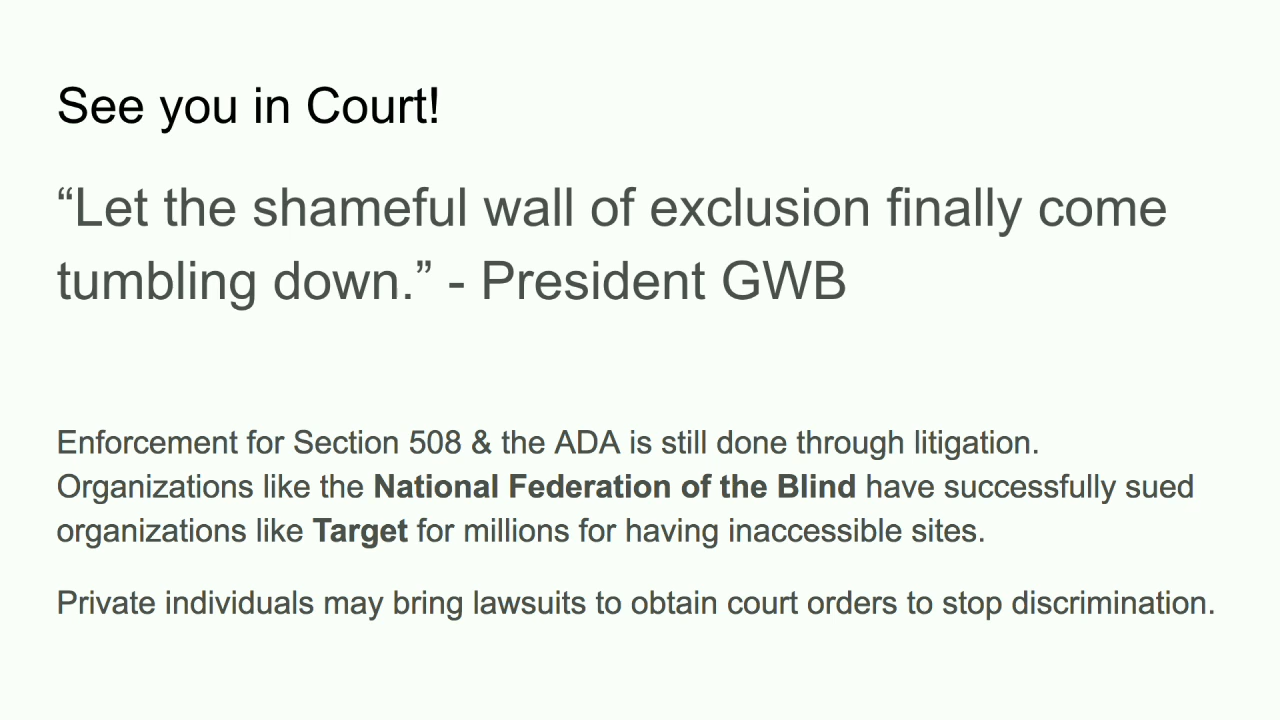 See you in Court!
“Let the shameful wall of exclusion finally come
tumbling down.” - President GWB
Enforcement for Section 508 & the ADA is still done through litigation.
Organizations like the National Federation of the Blind have successfully sued
organizations like Target for millions for having inaccessible sites.
Private individuals may bring lawsuits to obtain court orders to stop discrimination.